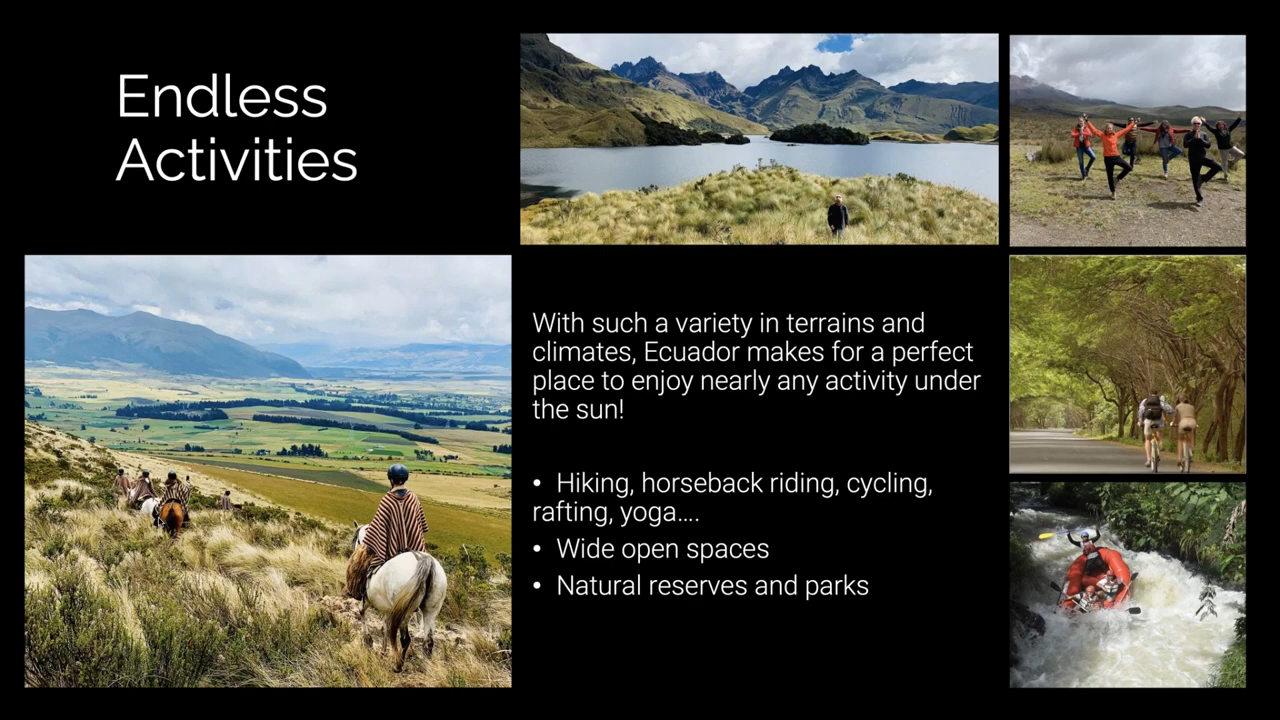 Endless
Activities
With such a variety in terrains and
climates, Ecuador makes for a perfect
place to enjoy nearly any activity under
the sun!
• Hiking, horseback riding, cycling,
rafting, yoga....
• Wide open spaces
• Natural reserves and parks